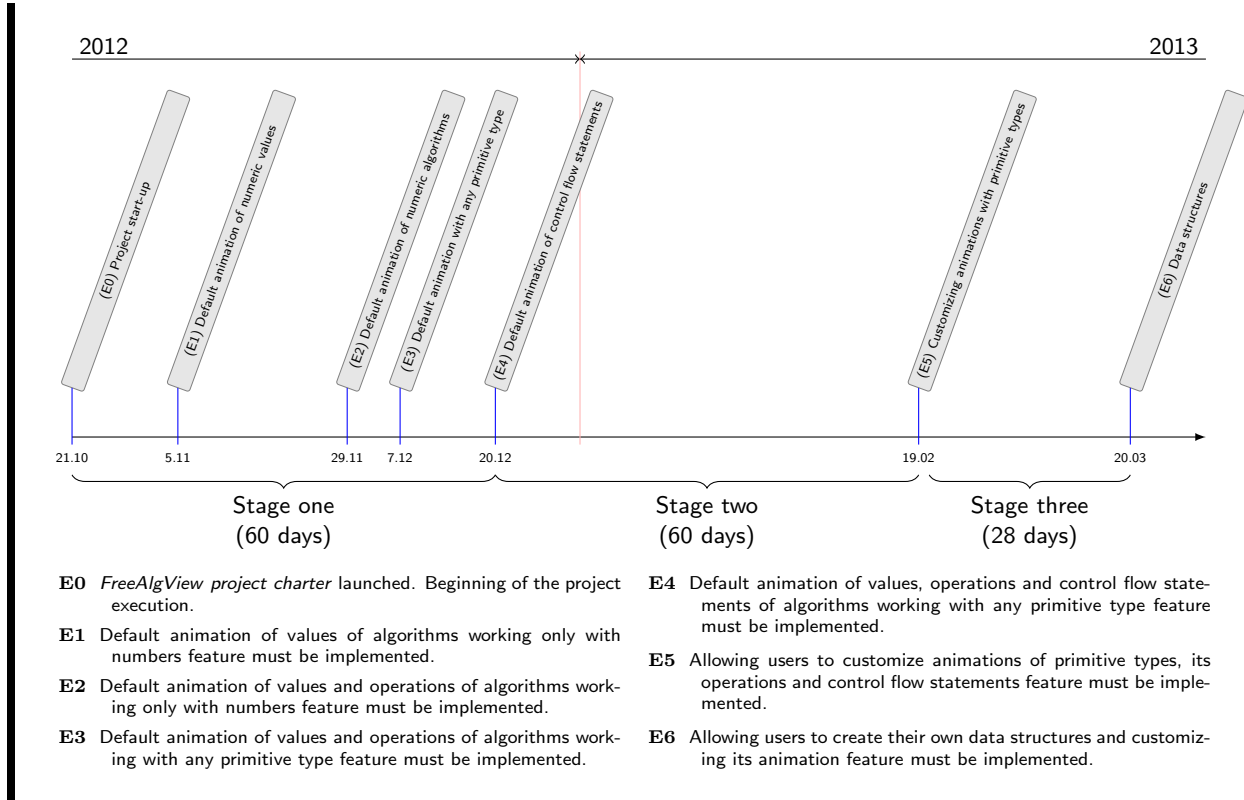 2012
2013
(E0) Project start-up
(E1) Default animation of numeric values
(E2) Default animation of numeric algorithms
(E3) Default animation with any primitive type
(E4) Default animation of control flow statements
(E5) Customizing animations with primitive types
(E6) Data structures
21.10
5.11
29.11
7.12
20.12
19.02
20.03
Stage one
(60 days)
Stage two
(60 days)
Stage three
(28 days)
E0 FreeAlgView project charter launched. Beginning of the project
execution.
E1 Default animation of values of algorithms working only with
numbers feature must be implemented.
E2 Default animation of values and operations of algorithms work-
ing only with numbers feature must be implemented.
E3 Default animation of values and operations of algorithms work-
ing with any primitive type feature must be implemented.
E4 Default animation of values, operations and control flow state-
ments of algorithms working with any primitive type feature
must be implemented.
E5 Allowing users to customize animations of primitive types, its
operations and control flow statements feature must be imple-
mented.
E6 Allowing users to create their own data structures and customiz-
ing its animation feature must be implemented.